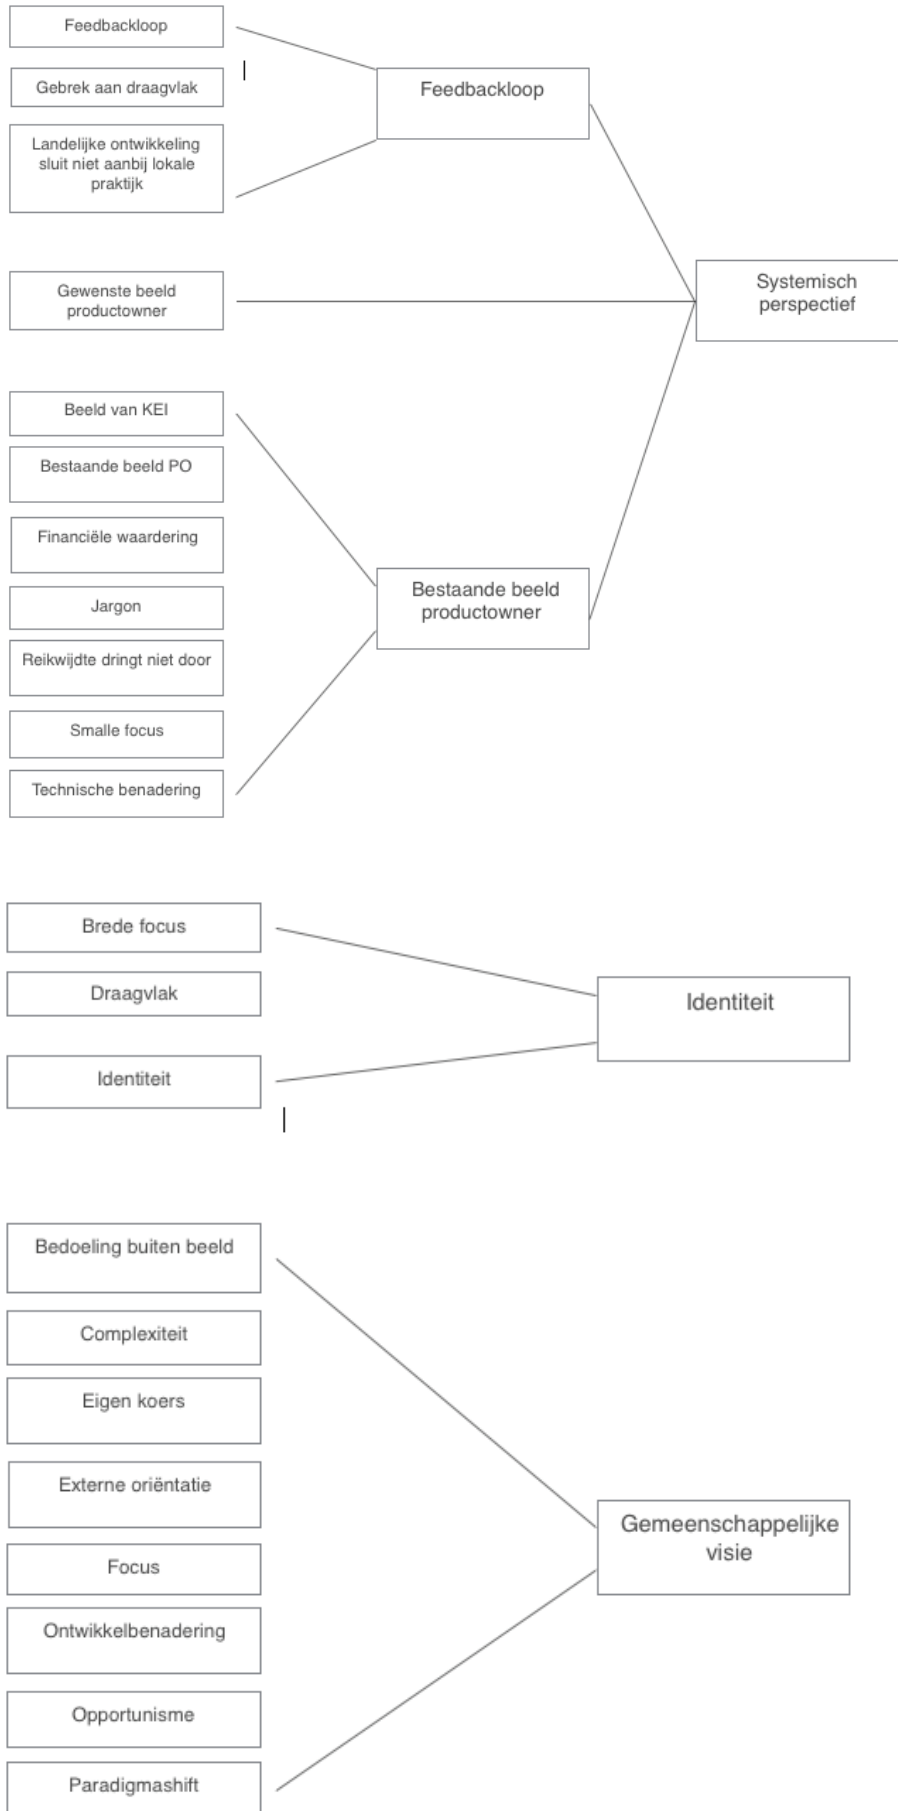 Feedbackloop
Gebrek aan draagvlak
Landelijke ontwikkeling
sluit niet aanbij lokale
praktijk
Feedbackloop
Gewenste beeld
productowner
Systemisch
perspectief
Beeld van KEI
Bestaande beeld PO
Financiële waardering
Jargon
Reikwijdte dringt niet door
Smalle focus
Technische benadering
Bestaande beeld
productowner
Brede focus
Draagvlak
Identiteit
Identiteit
Bedoeling buiten beeld
Complexiteit
Eigen koers
Externe oriëntatie
Focus
Ontwikkelbenadering
Opportunisme
Paradigmashift
Gemeenschappelijke
visie